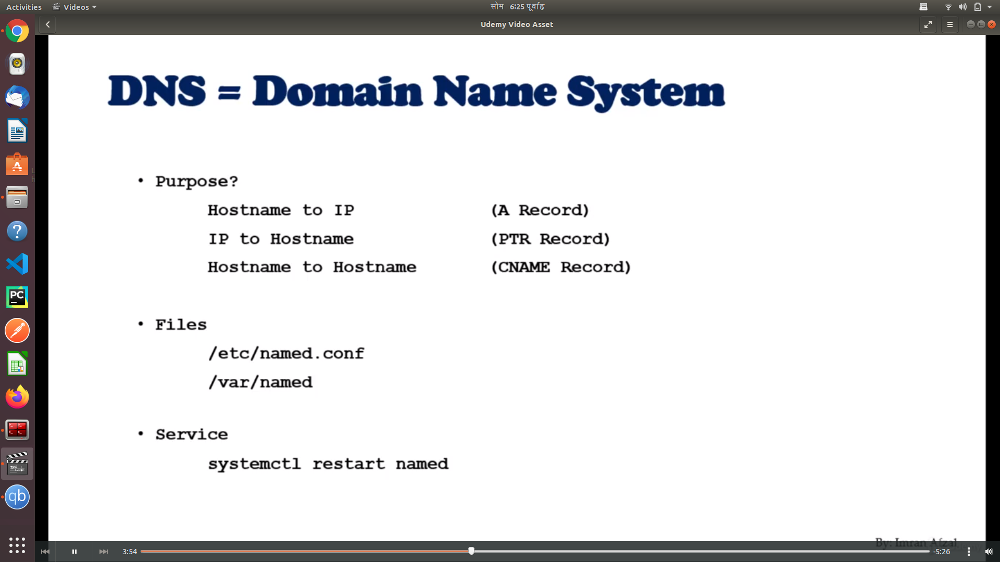 Activities
Videos
सोम 6:25 पूर्वाह्न
Udemy Video Asset
DNS = Domain Name System
• Purpose?
Hostname to IP (A Record)
IP to Hostname (PTR Record)
Hostname to Hostname (CNAME Record)
• Files
/etc/named.conf
/var/named
• Service
systemctl restart named
By: Imran Afzal
3:54
-5:26
PC
qb